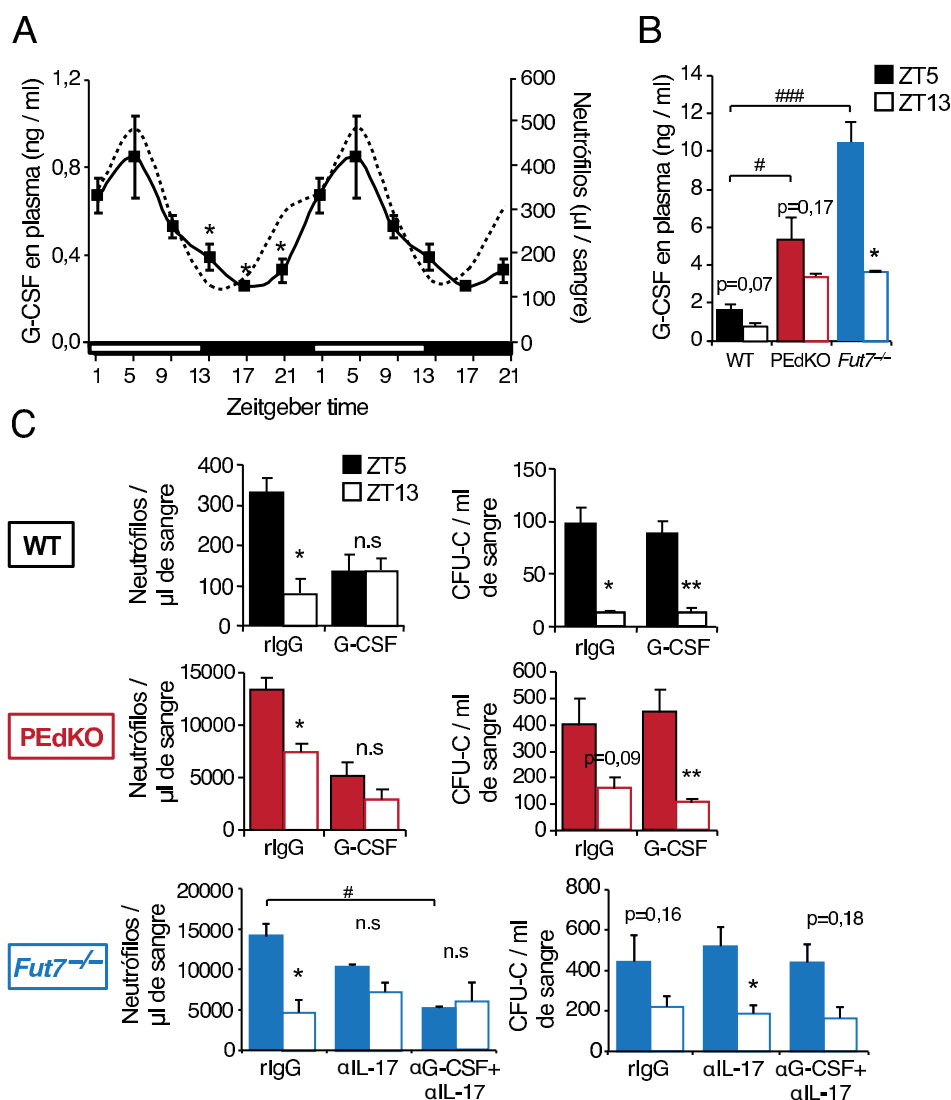 A
G-CSF en plasma (ng / ml)
1,2
0,8
0,4
0,0
*
*
*
600
500
400
300
200
100
0
Neutrófilos (µl / sangre)
1 5 9 13 17 21 1 5 9 13 17 21
Zeitgeber time
B
ZT5
ZT13
G-CSF en plasma (ng / ml)
14
12
10
8
6
4
2
0
###
#
p=0,17
p=0,07
*
WT PEdKO Fut7–/–
C
WT
Neutrófilos /
µl de sangre
400
300
200
100
0
ZT5
ZT13
*
n.s
rIgG G-CSF
CFU-C / ml
de sangre
150
100
50
0
*
**
rIgG G-CSF
PEdKO
Neutrófilos /
µl de sangre
15000
10000
5000
0
*
n.s
rIgG G-CSF
CFU-C / ml
de sangre
600
500
400
300
200
100
0
p=0,09
**
rIgG G-CSF
Fut7–/–
Neutrófilos /
µl de sangre
20000
15000
10000
5000
0
#
*
n.s
n.s
rIgG αIL-17 αG-CSF+
αIL-17
CFU-C / ml
de sangre
800
600
400
200
0
p=0,16
*
p=0,18
rIgG αIL-17 αG-CSF+
αIL-17